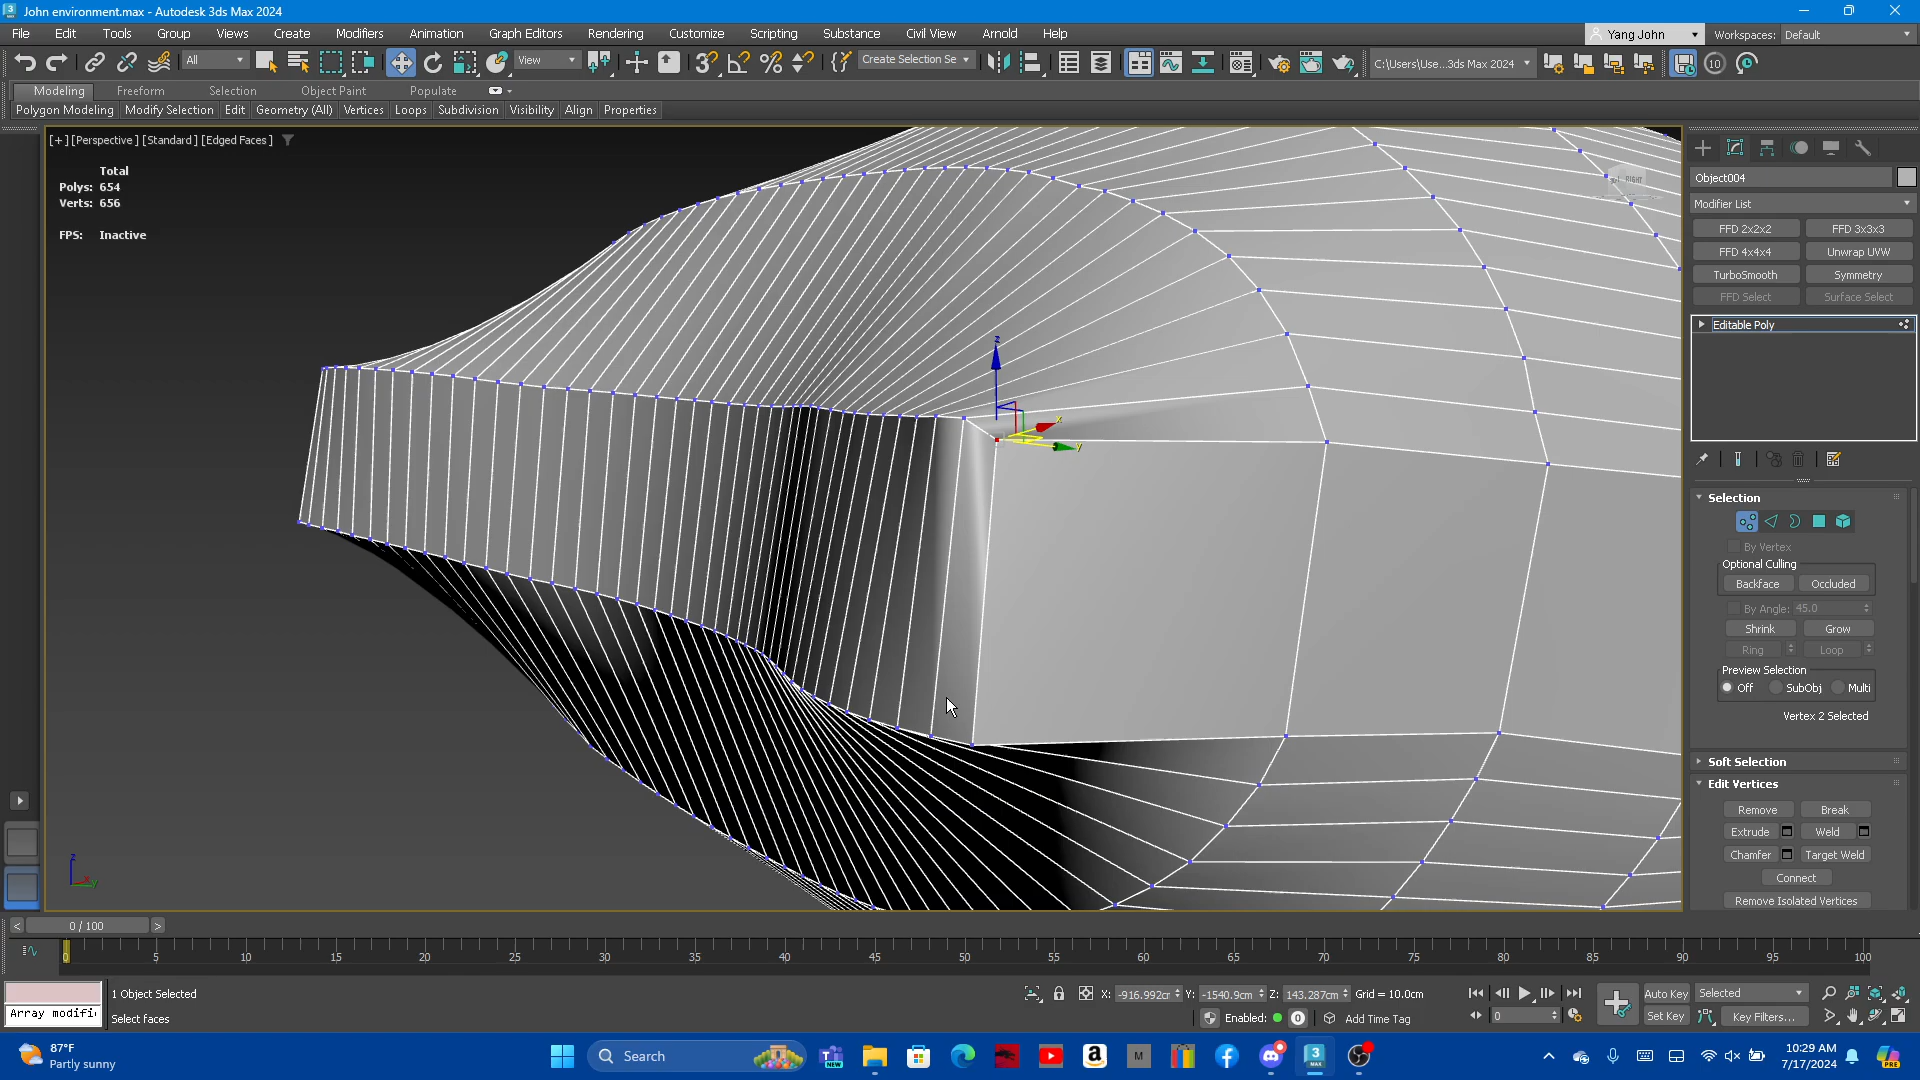 John environment.max - Autodesk 3ds Max 2024
File Edit Tools Group Views Create Modifiers Animation Graph Editors Rendering Customize Scripting Substance Civil View Arnold Help
Yang John Workspaces: Default
All View Create Selection Se C:\Users\Use...3ds Max 2024 10
Modeling Freeform Selection Object Paint Populate
Polygon Modeling Modify Selection Edit Geometry (All) Vertices Loops Subdivision Visibility Align Properties
[+] [Perspective ] [Standard ] [Edged Faces ]
Total
Polys: 654
Verts: 656
FPS: Inactive
RIGHT
z
x
y
z
y
Object004
Modifier List
FFD 2x2x2 FFD 3x3x3
FFD 4x4x4 Unwrap UVW
TurboSmooth Symmetry
FFD Select Surface Select
Editable Poly
Selection
By Vertex
Optional Culling
Backface Occluded
By Angle: 45.0
Shrink Grow
Ring Loop
Preview Selection
Off SubObj Multi
Vertex 2 Selected
Soft Selection
Edit Vertices
Remove Break
Extrude Weld
Chamfer Target Weld
Connect
Remove Isolated Vertices
< 0 / 100 >
0 5 10 15 20 25 30 35 40 45 50 55 60 65 70 75 80 85 90 95 100
1 Object Selected
X: -916.992cm Y: -1540.9cm Z: 143.287cm Grid = 10.0cm
Auto Key Selected
Array modifi
Select faces
Enabled: 0 Add Time Tag
0
Set Key Key Filters...
87°F
Partly sunny
Search
NEW
M
3
MAX
10:29 AM
7/17/2024
PRE